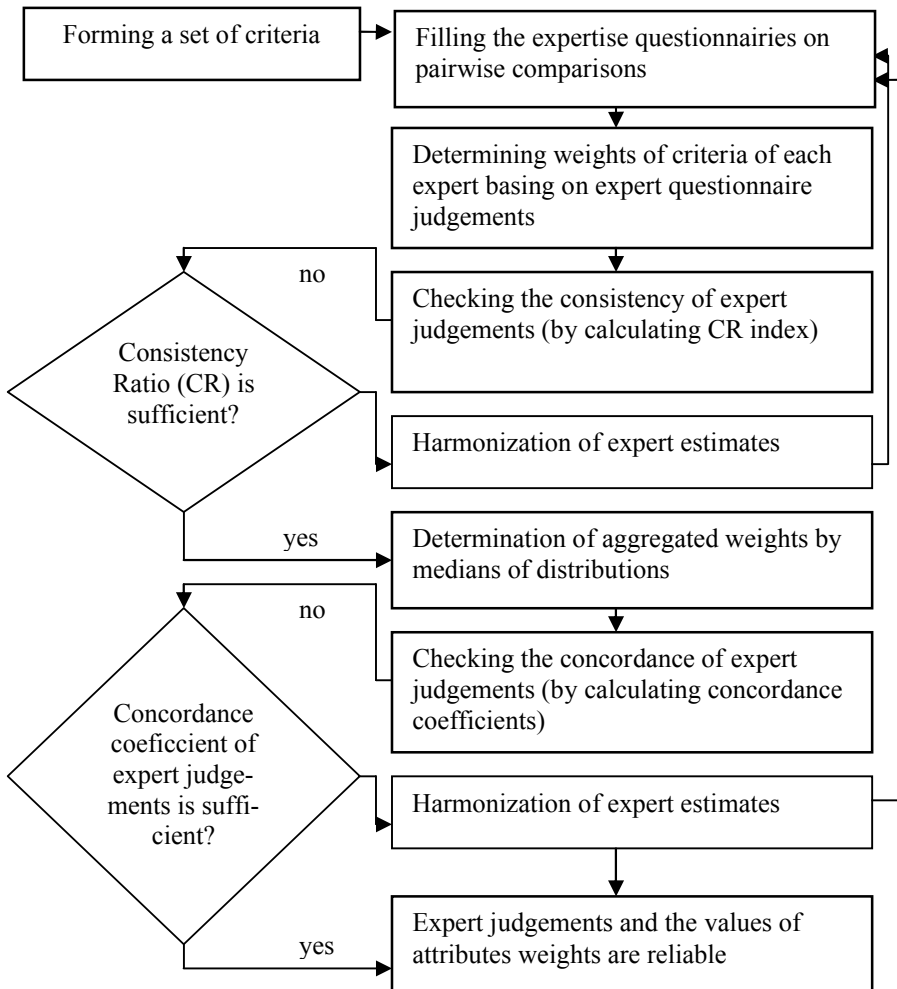 Forming a set of criteria
Filling the expertise questionnairies on
pairwise comparisons
Determining weights of criteria of each
expert basing on expert questionnaire
judgements
no
Checking the consistency of expert
judgements (by calculating CR index)
Consistency
Ratio (CR) is
sufficient?
Harmonization of expert estimates
yes
Determination of aggregated weights by
medians of distributions
no
Checking the concordance of expert
judgements (by calculating concordance
coefficients)
Concordance
coeficcient of
expert judge-
ments is suffi-
cient?
Harmonization of expert estimates
yes
Expert judgements and the values of
attributes weights are reliable